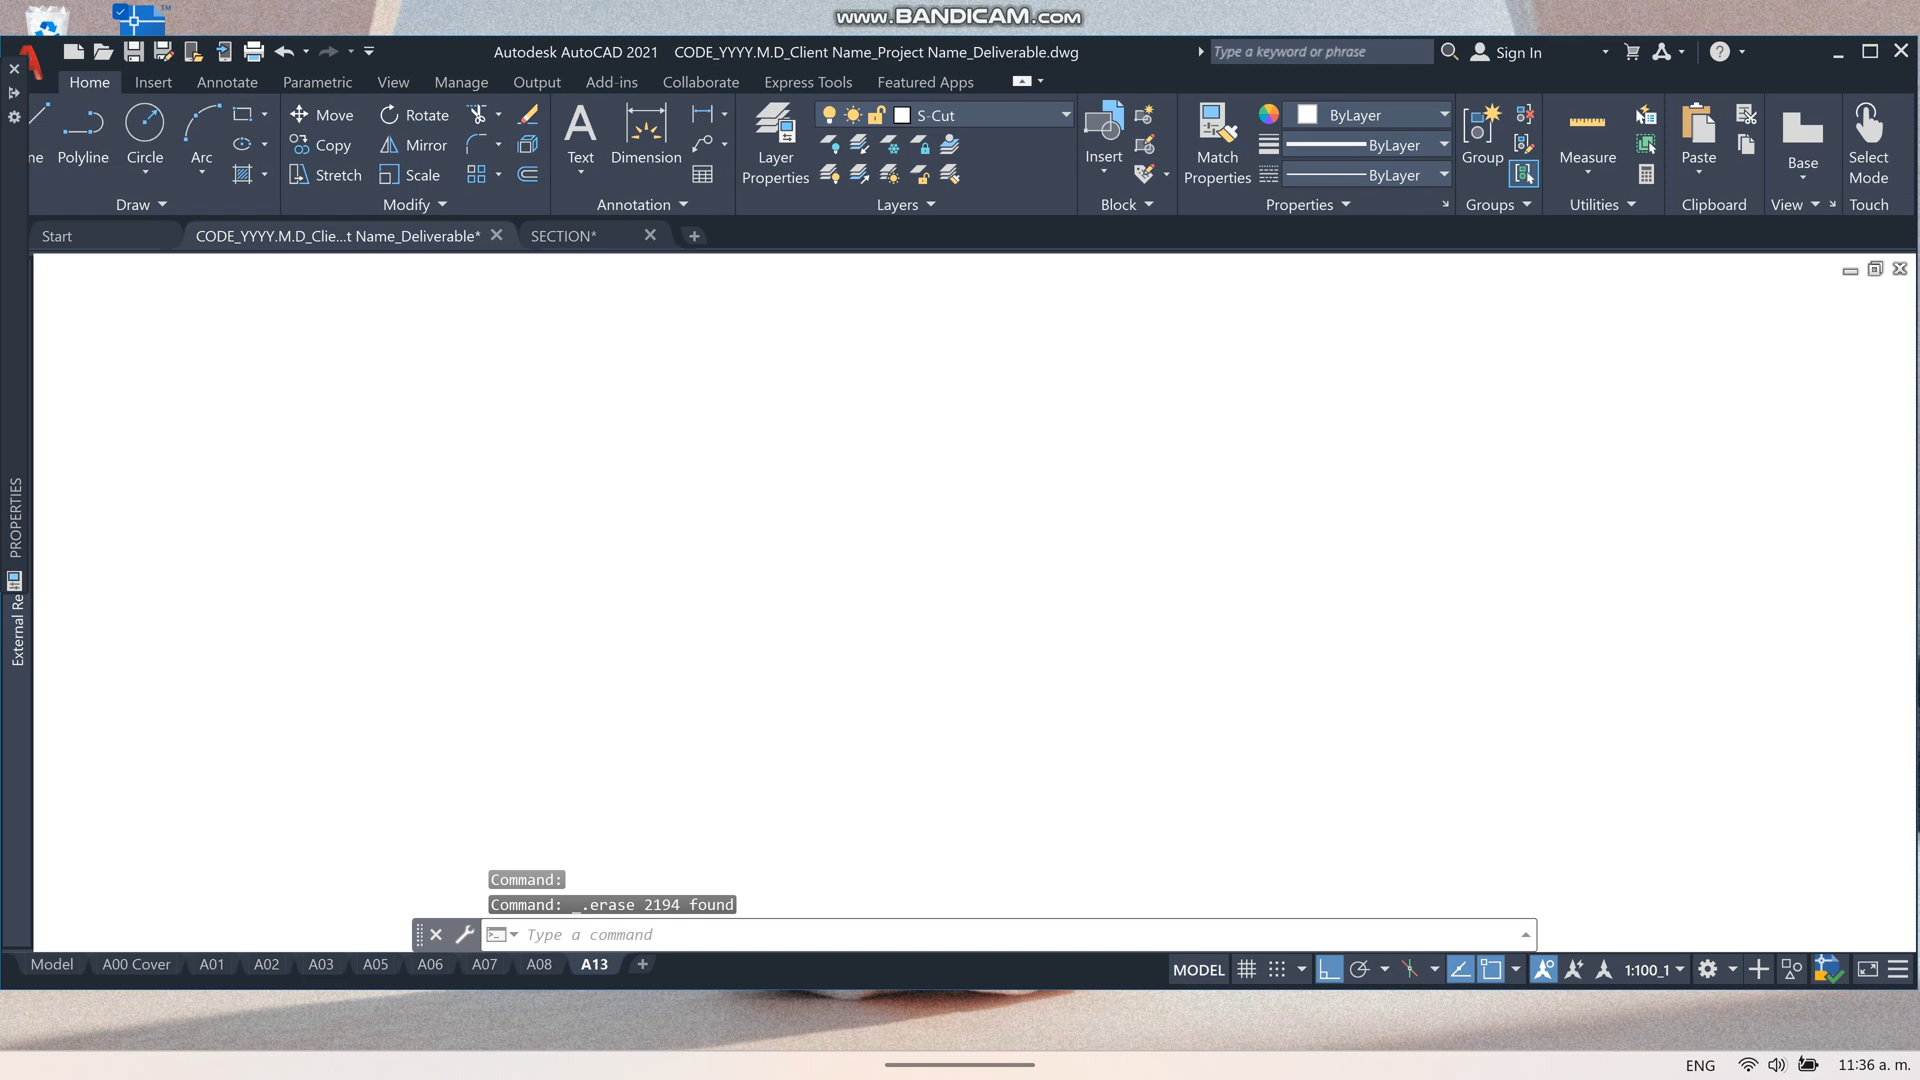 www.BANDICAM.com
TM
Autodesk AutoCAD 2021 CODE_YYYY.M.D_Client Name_Project Name_Deliverable.dwg
Type a keyword or phrase
Sign In
Home Insert Annotate Parametric View Manage Output Add-ins Collaborate Express Tools Featured Apps
ne Polyline Circle Arc
Move Rotate
Copy Mirror
Stretch Scale
Text Dimension
Layer Properties
S-Cut
Insert
Match Properties
ByLayer
ByLayer
ByLayer
Group
Measure
Paste
Base
Select Mode
Draw Modify Annotation Layers Block Properties Groups Utilities Clipboard View Touch
Start CODE_YYYY.M.D_Clie...t Name_Deliverable* SECTION*
PROPERTIES
External Re
Command:
Command: _.erase 2194 found
Type a command
Model A00 Cover A01 A02 A03 A05 A06 A07 A08 A13
MODEL 1:100_1
ENG 11:36 a. m.